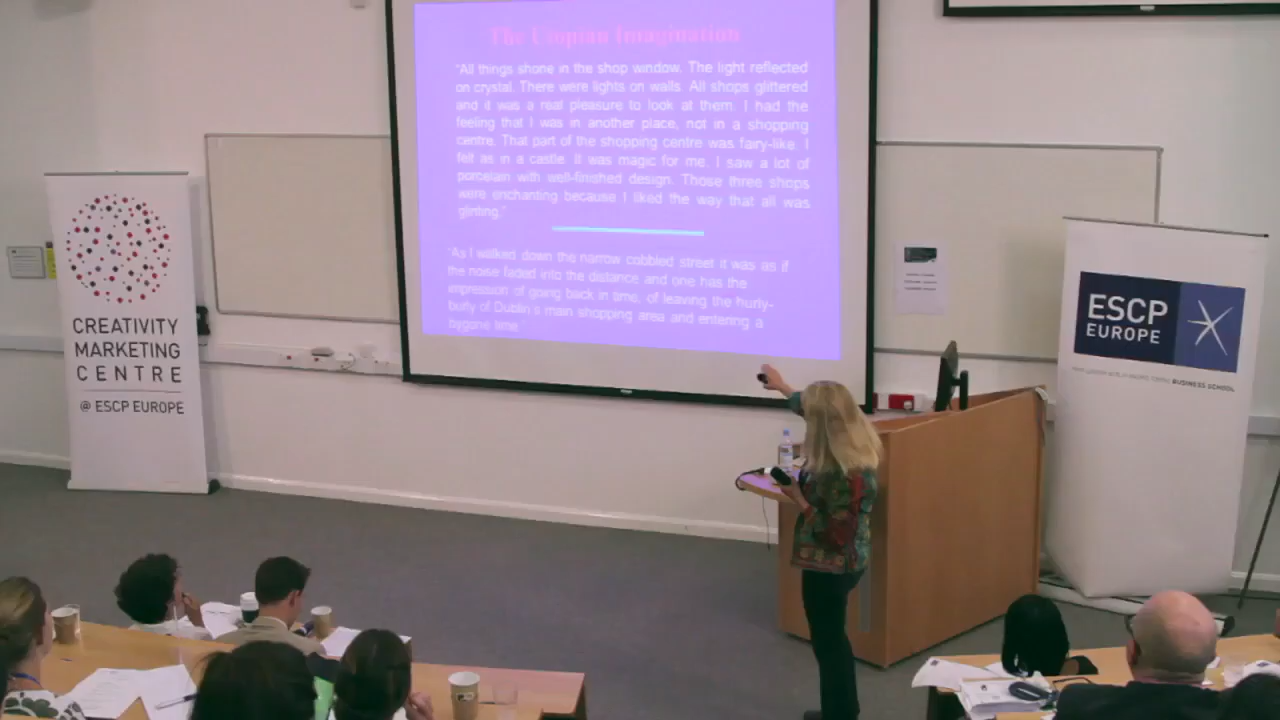 The Utopian Imagination
"All things shone in the shop window. The light reflected
on crystal. There were lights on walls. All shops glittered
and it was a real pleasure to look at them. I had the
feeling that I was in another place, not in a shopping
centre. That part of the shopping centre was fairy-like. I
felt as in a castle. It was magic for me. I saw a lot of
porcelain with well-finished design. Those three shops
were enchanting because I liked the way that all was
glinting."
"As I walked down the narrow cobbled street it was as if
the noise faded into the distance and one has the
impression of going back in time, of leaving the hurly-
burly of Dublin's main shopping area and entering a
bygone time.
CREATIVITY
MARKETING
CENTRE
@ ESCP EUROPE
ESCP
EUROPE
BUSINESS SCHOOL